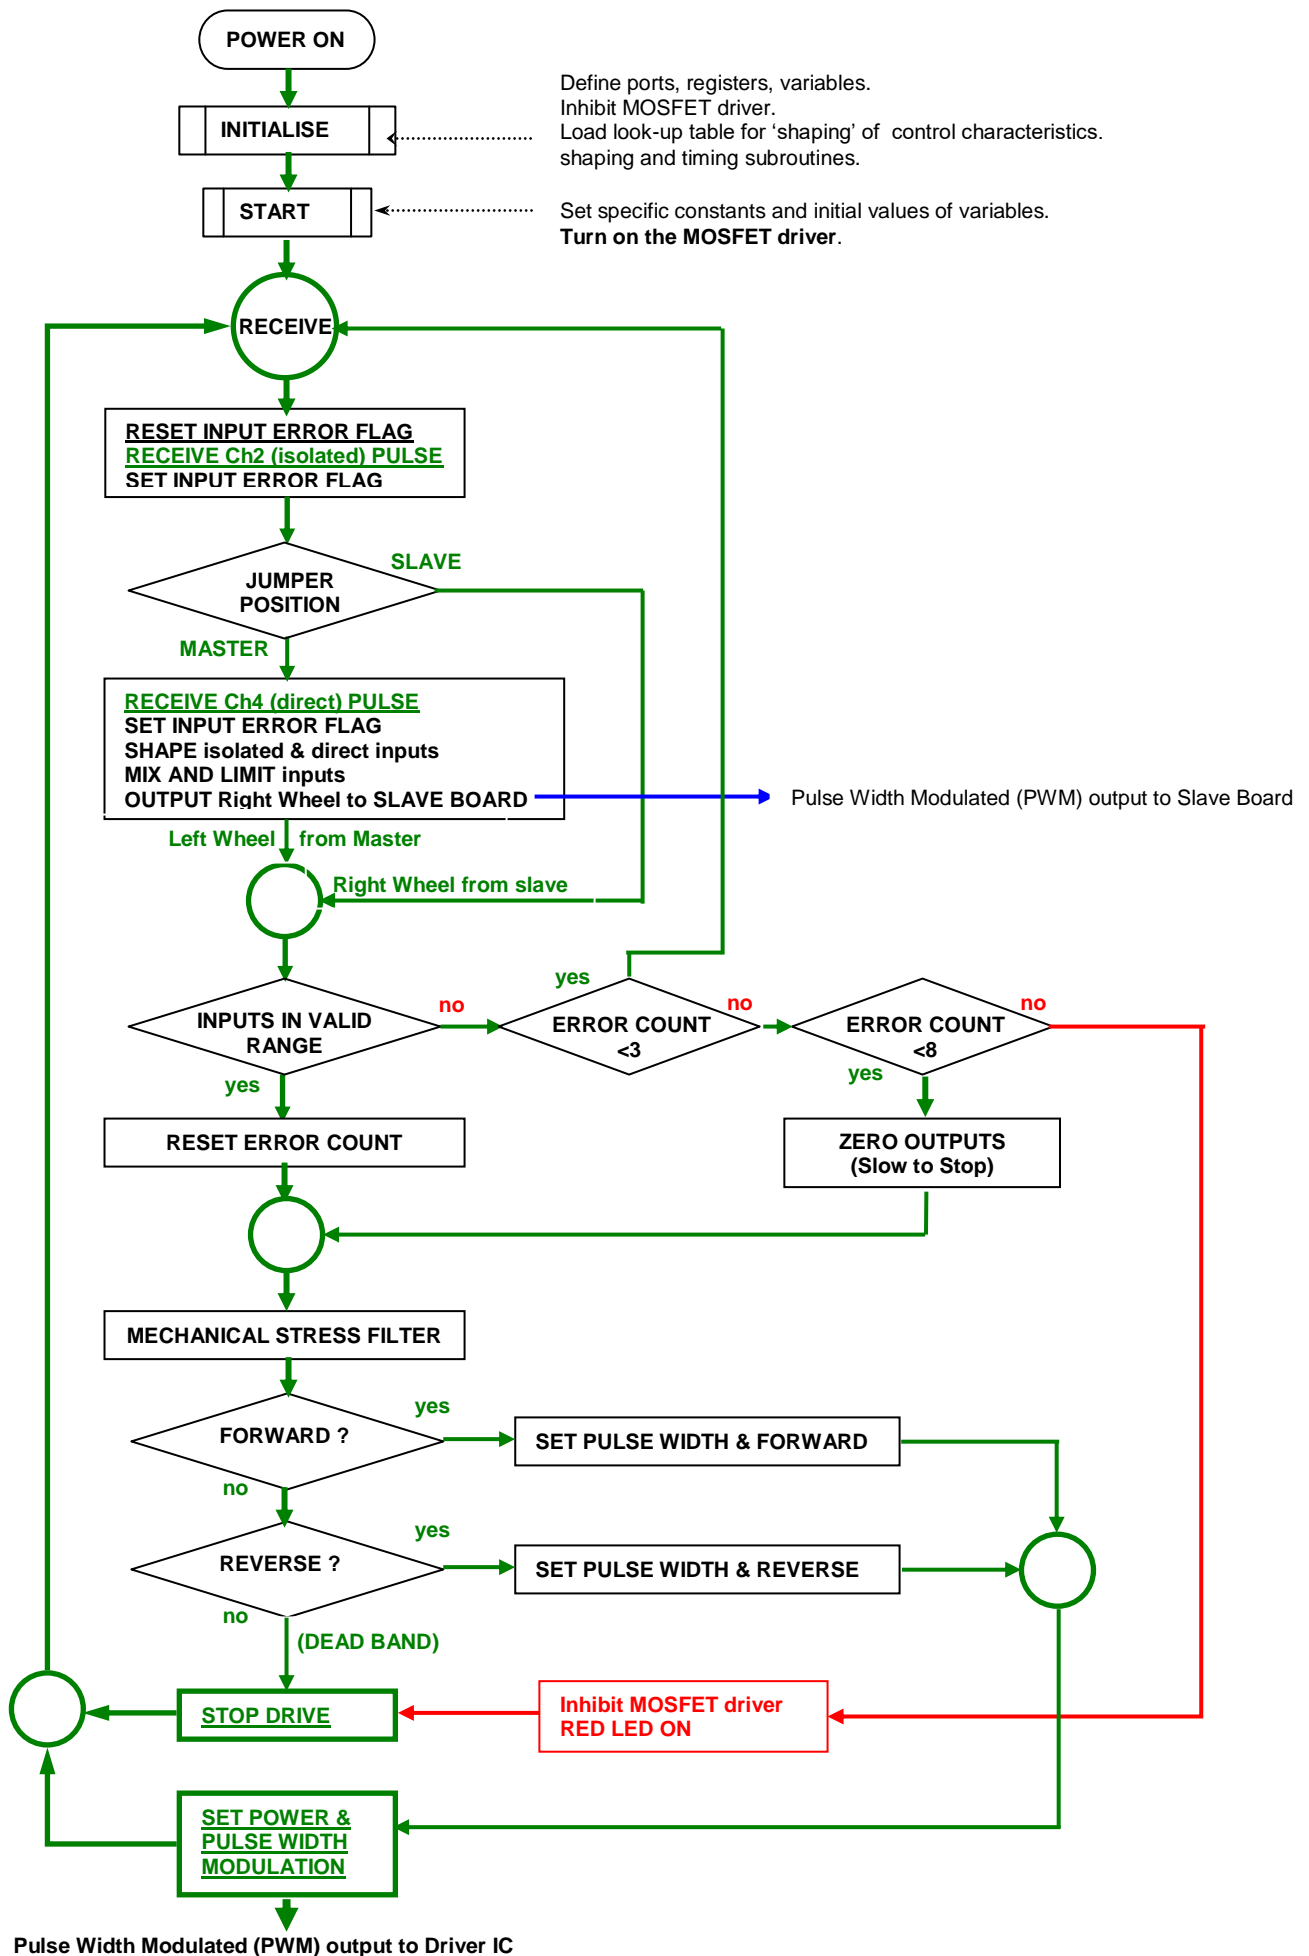 POWER ON
Define ports, registers, variables.
Inhibit MOSFET driver.
INITIALISE
Load look-up table for ‘shaping’ of control characteristics.
shaping and timing subroutines.
START
Set specific constants and initial values of variables.
Turn on the MOSFET driver.
RECEIVE
RESET INPUT ERROR FLAG
RECEIVE Ch2 (isolated) PULSE
SET INPUT ERROR FLAG
SLAVE
JUMPER
POSITION
MASTER
RECEIVE Ch4 (direct) PULSE
SET INPUT ERROR FLAG
SHAPE isolated & direct inputs
MIX AND LIMIT inputs
OUTPUT Right Wheel to SLAVE BOARD
Pulse Width Modulated (PWM) output to Slave Board
Left Wheel from Master
Right Wheel from slave
yes
no
no
no
INPUTS IN VALID
RANGE
ERROR COUNT
<3
ERROR COUNT
<8
yes
yes
RESET ERROR COUNT
ZERO OUTPUTS
(Slow to Stop)
MECHANICAL STRESS FILTER
yes
FORWARD ?
SET PULSE WIDTH & FORWARD
no
yes
REVERSE ?
SET PULSE WIDTH & REVERSE
no
(DEAD BAND)
STOP DRIVE
Inhibit MOSFET driver
RED LED ON
SET POWER &
PULSE WIDTH
MODULATION
Pulse Width Modulated (PWM) output to Driver IC